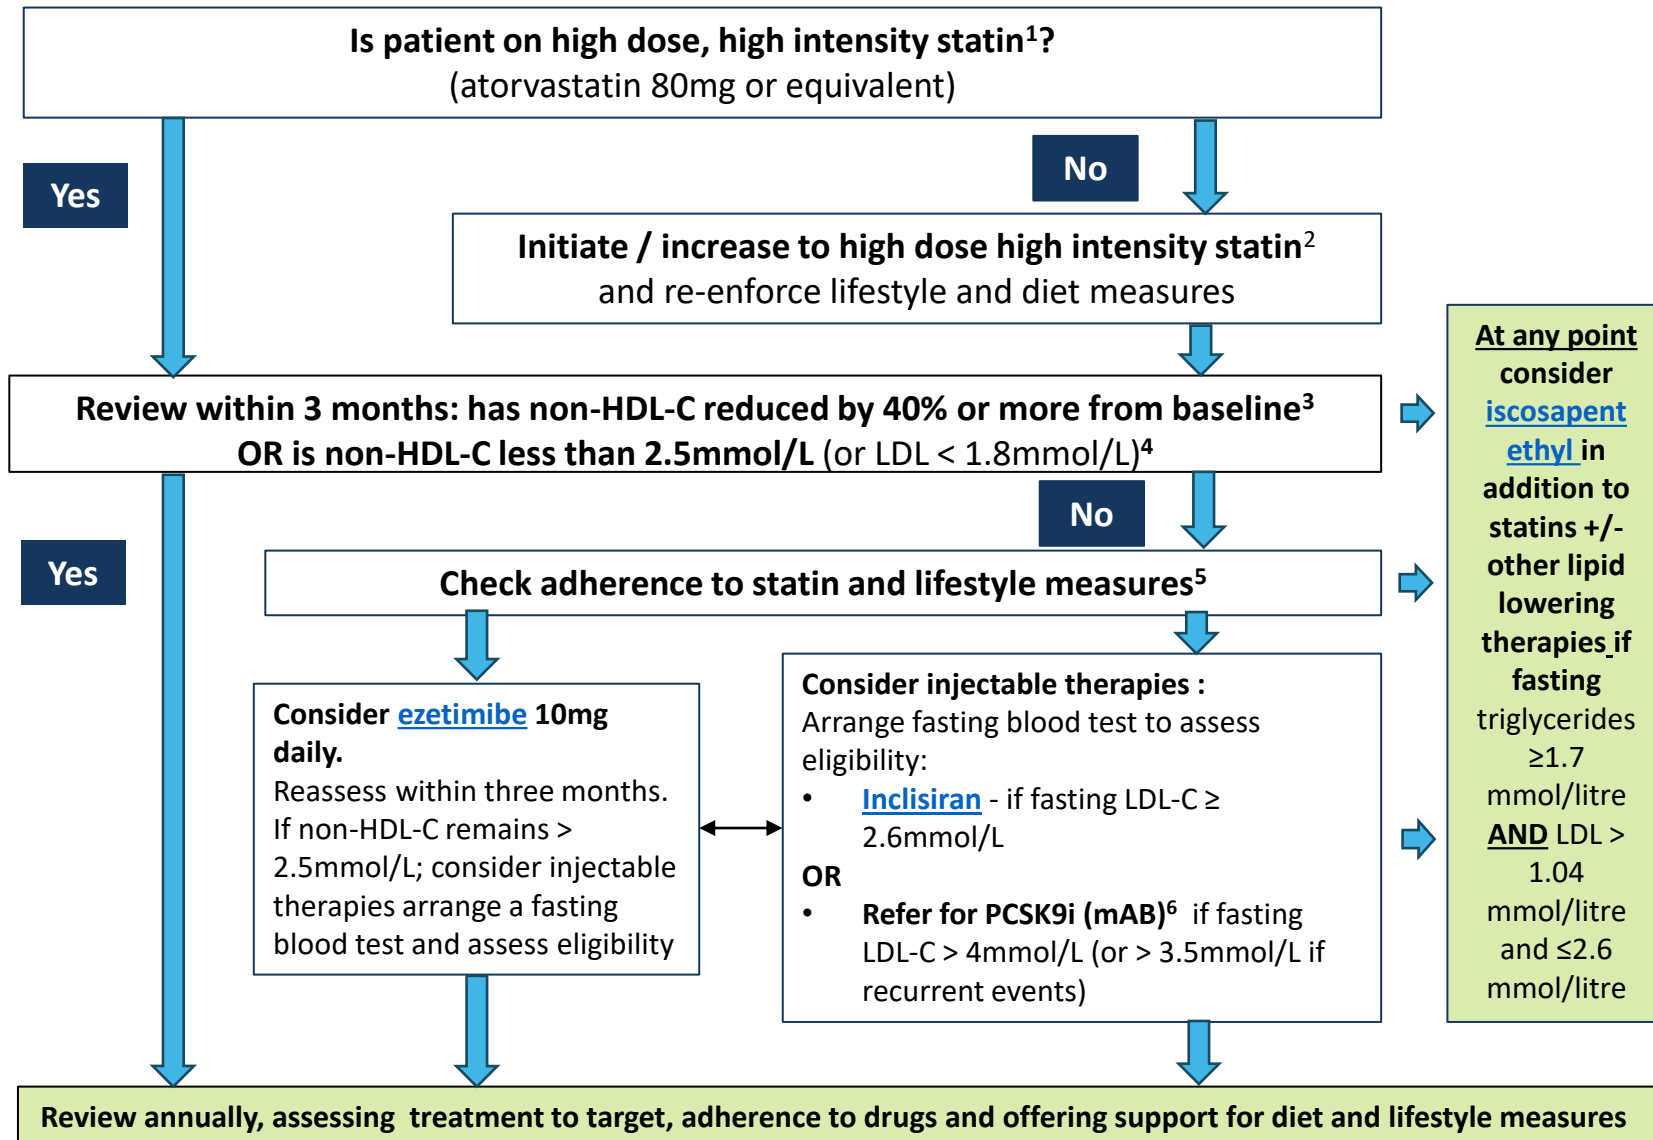 Is patient on high dose, high intensity statin¹?
(atorvastatin 80mg or equivalent)
Yes
No
Initiate / increase to high dose high intensity statin²
and re-enforce lifestyle and diet measures
Review within 3 months: has non-HDL-C reduced by 40% or more from baseline³
OR is non-HDL-C less than 2.5mmol/L (or LDL < 1.8mmol/L)⁴
Yes
No
Check adherence to statin and lifestyle measures⁵
Consider ezetimibe 10mg
daily.
Reassess within three months.
If non-HDL-C remains >
2.5mmol/L; consider injectable
therapies arrange a fasting
blood test and assess eligibility
Consider injectable therapies :
Arrange fasting blood test to assess
eligibility:
• Inclisiran - if fasting LDL-C ≥
2.6mmol/L
OR
• Refer for PCSK9i (mAB)⁶ if fasting
LDL-C > 4mmol/L (or > 3.5mmol/L if
recurrent events)
At any point
consider
iscosapent
ethyl in
addition to
statins +/-
other lipid
lowering
therapies if
fasting
triglycerides
≥1.7
mmol/litre
AND LDL >
1.04
mmol/litre
and ≤2.6
mmol/litre
Review annually, assessing treatment to target, adherence to drugs and offering support for diet and lifestyle measures